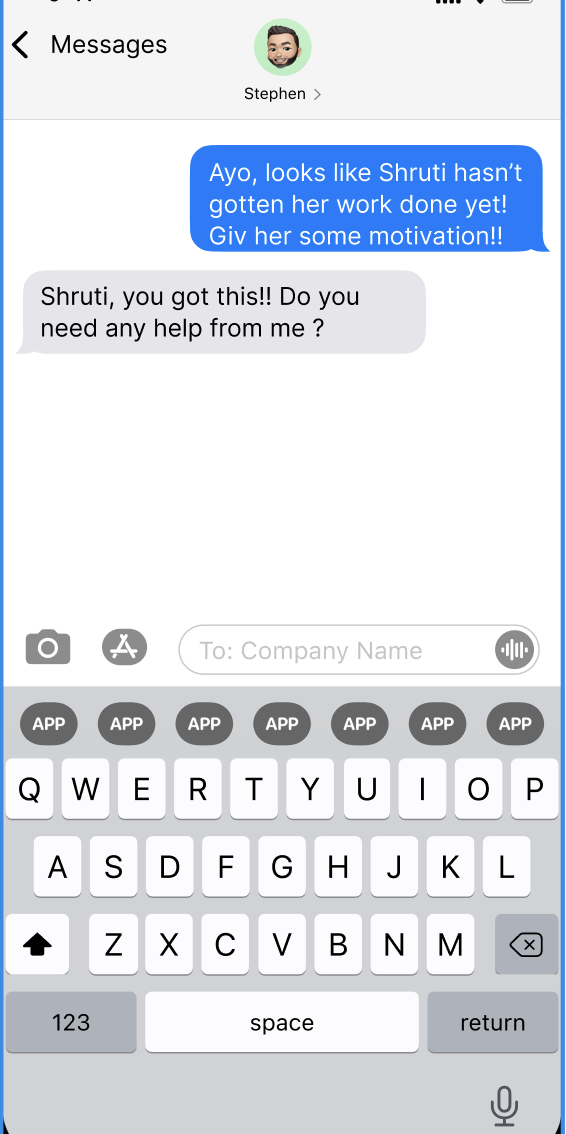 Messages
Stephen
Ayo, looks like Shruti hasn’t
gotten her work done yet!
Giv her some motivation!!
Shruti, you got this!! Do you
need any help from me ?
To: Company Name
APP APP APP APP APP APP APP
Q W E R T Y U I O P
A S D F G H J K L
Z X C V B N M
123 space return